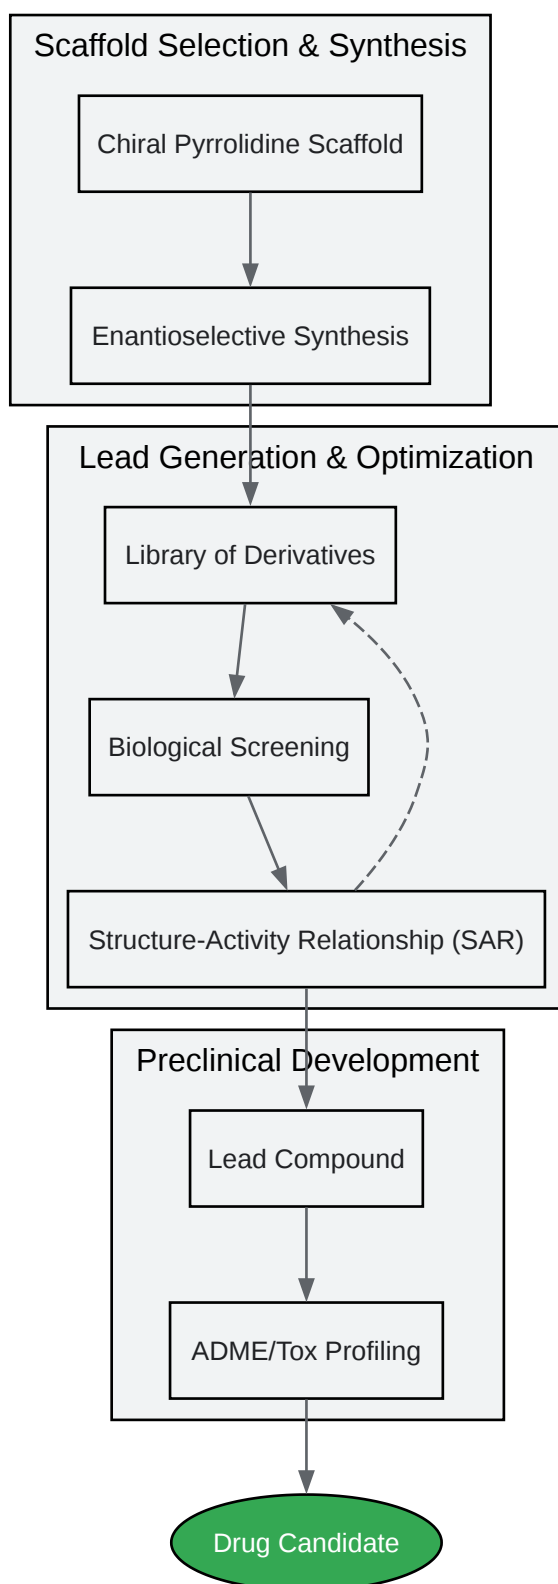 Scaffold Selection & Synthesis
Chiral Pyrrolidine Scaffold
Enantioselective Synthesis
Lead Generation & Optimization
Library of Derivatives
Biological Screening
Structure-Activity Relationship (SAR)
Preclinical Development
Lead Compound
ADME/Tox Profiling
Drug Candidate